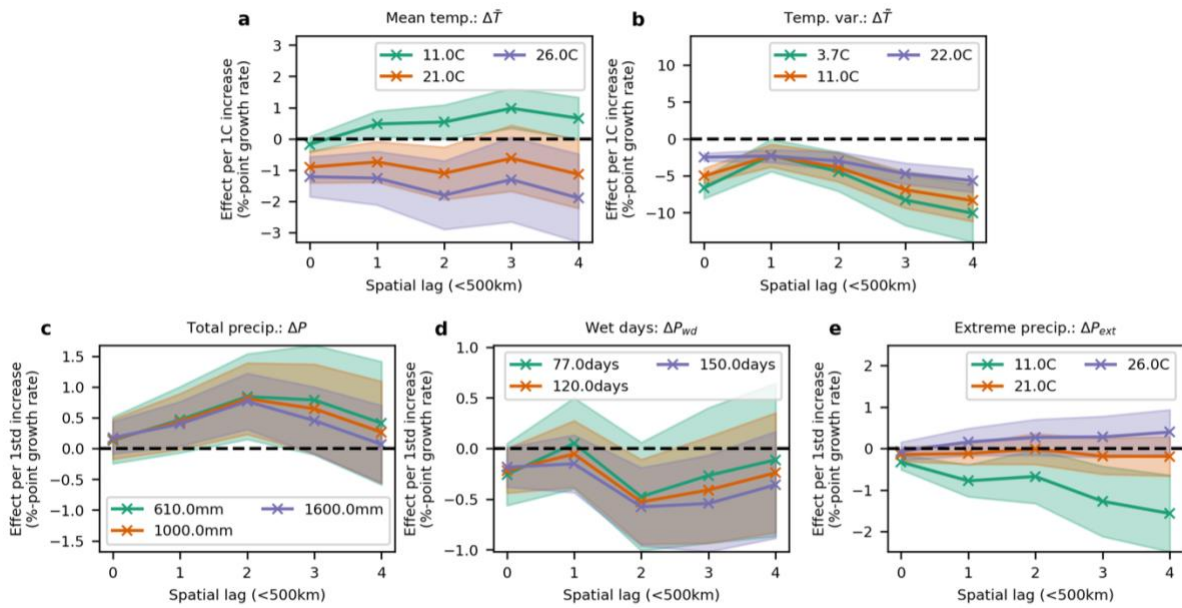 a
Mean temp.: ΔT̄
Effect per 1C increase
(%-point growth rate)
3
2
1
0
−1
−2
−3
11.0C
21.0C
26.0C
0 1 2 3 4
Spatial lag (<500km)
b
Temp. var.: ΔT̃
Effect per 1C increase
(%-point growth rate)
10
5
0
−5
−10
3.7C
11.0C
22.0C
0 1 2 3 4
Spatial lag (<500km)
c
Total precip.: ΔP
Effect per 1std increase
(%-point growth rate)
1.5
1.0
0.5
0.0
−0.5
−1.0
−1.5
610.0mm
1000.0mm
1600.0mm
0 1 2 3 4
Spatial lag (<500km)
d
Wet days: ΔPwd
Effect per 1std increase
(%-point growth rate)
1.0
0.5
0.0
−0.5
−1.0
77.0days
120.0days
150.0days
0 1 2 3 4
Spatial lag (<500km)
e
Extreme precip.: ΔPext
Effect per 1std increase
(%-point growth rate)
2
1
0
−1
−2
11.0C
21.0C
26.0C
0 1 2 3 4
Spatial lag (<500km)